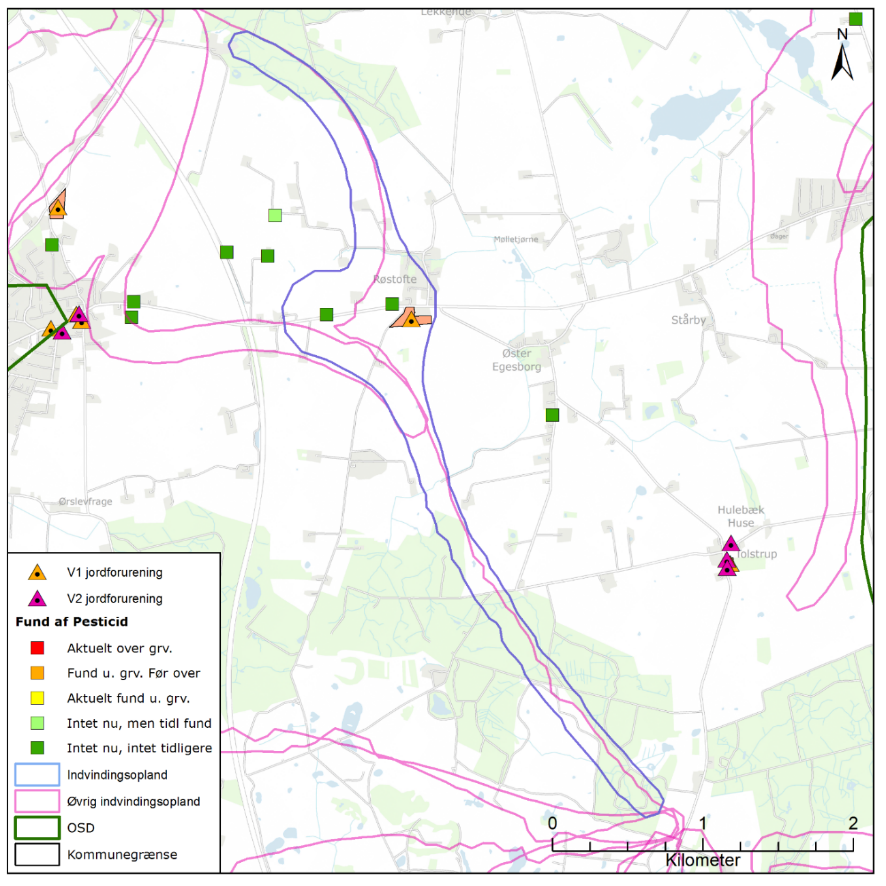 Lekkende
N
Mølletjørne
Røstofte
Stårby
Øster
Egesborg
Ørslevfrage
Hulebæk
Huse
Tolstrup
V1 jordforurening
V2 jordforurening
Fund af Pesticid
Aktuelt over grv.
Fund u. grv. Før over
Aktuelt fund u. grv.
Intet nu, men tidl fund
Intet nu, intet tidligere
Indvindingsopland
Øvrig indvindingsopland
OSD
Kommunegrænse
0 1 2
Kilometer